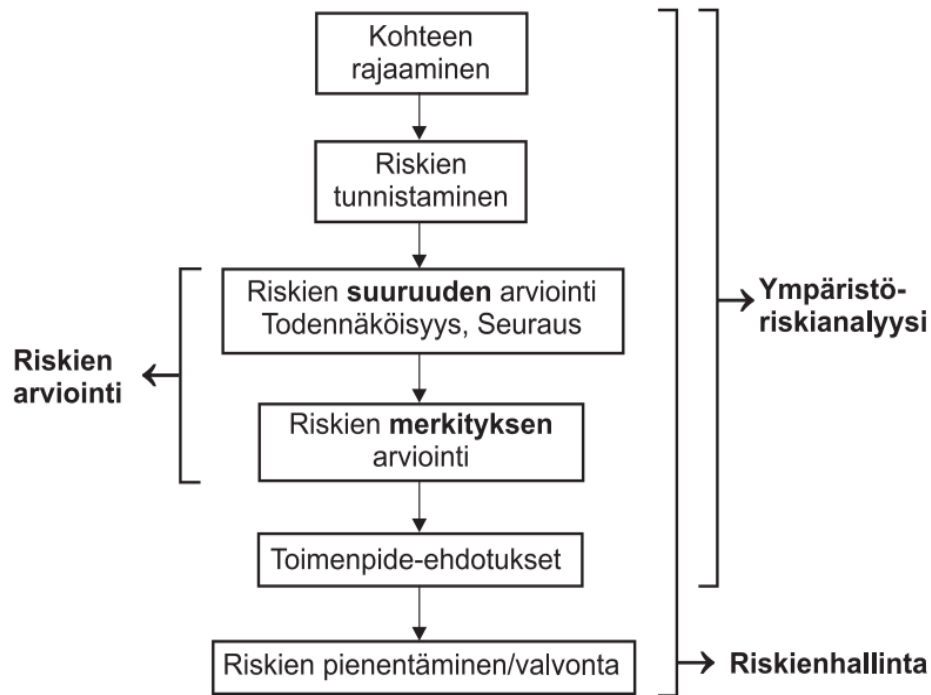 Kohteen
rajaaminen
Riskien
tunnistaminen
Riskien suuruuden arviointi
Todennäköisyys, Seuraus
Riskien merkityksen
arviointi
Toimenpide-ehdotukset
Riskien pienentäminen/valvonta
Riskien
arviointi
Ympäristö-
riskianalyysi
Riskienhallinta